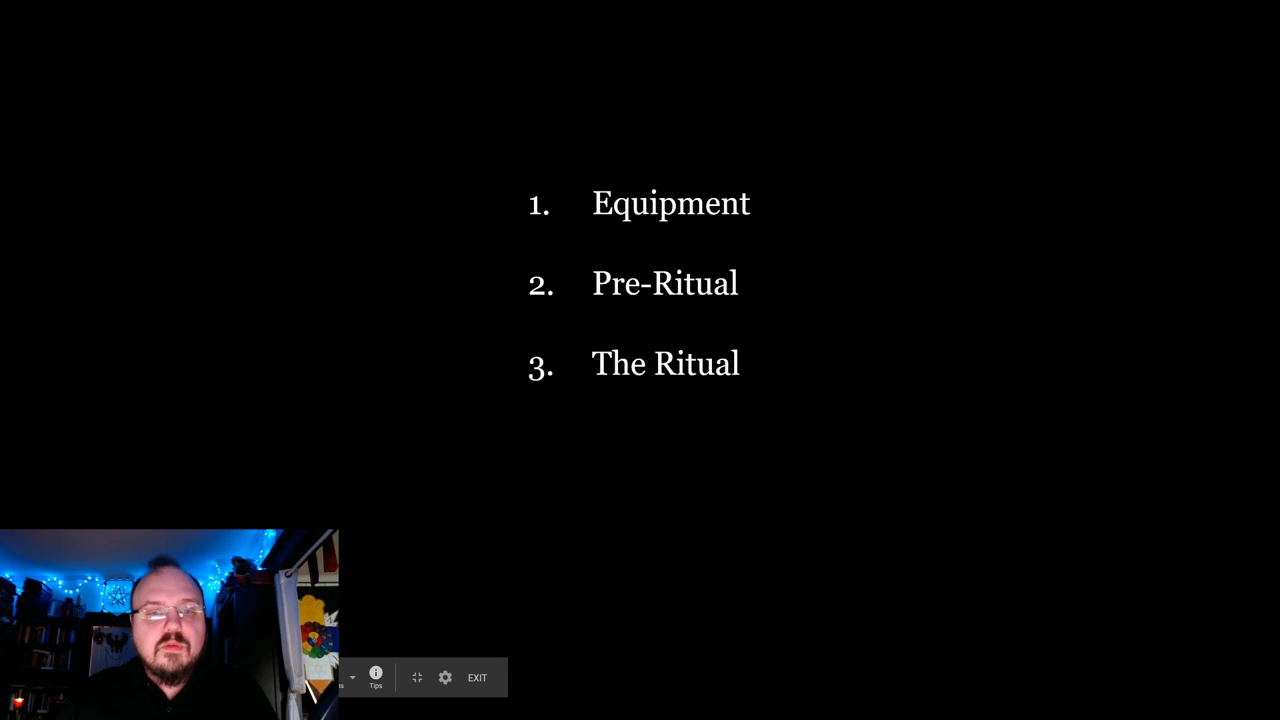 1. Equipment
2. Pre-Ritual
3. The Ritual
Tips
EXIT